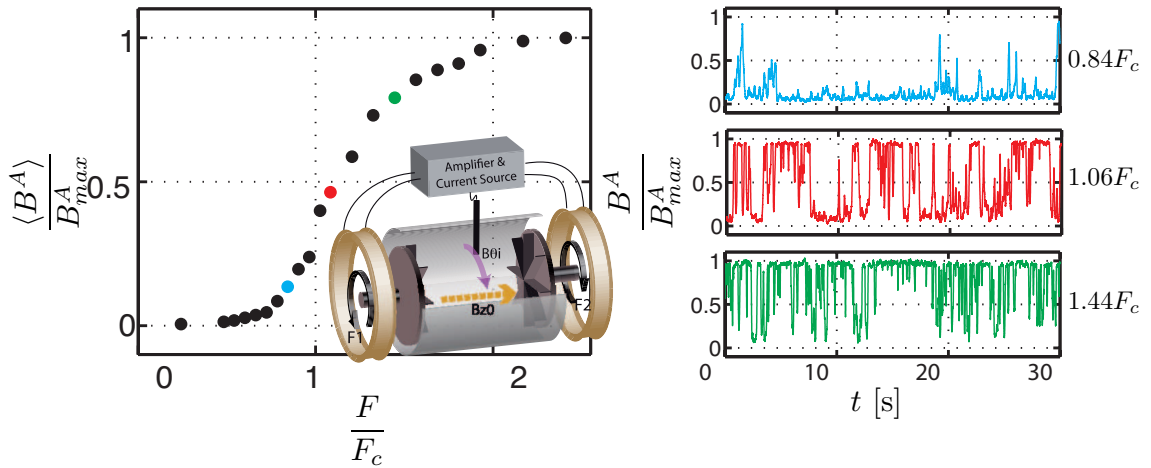 ⟨B^A⟩
B^A_max
1
0.5
0
0 1 2
F
F_c
Amplifier &
Current Source
Bθi
Bz0
F1
F2
B^A
B^A_max
1
0.5
0
0.84F_c
1
0.5
0
1.06F_c
1
0.5
0
1.44F_c
0 10 20 30
t [s]